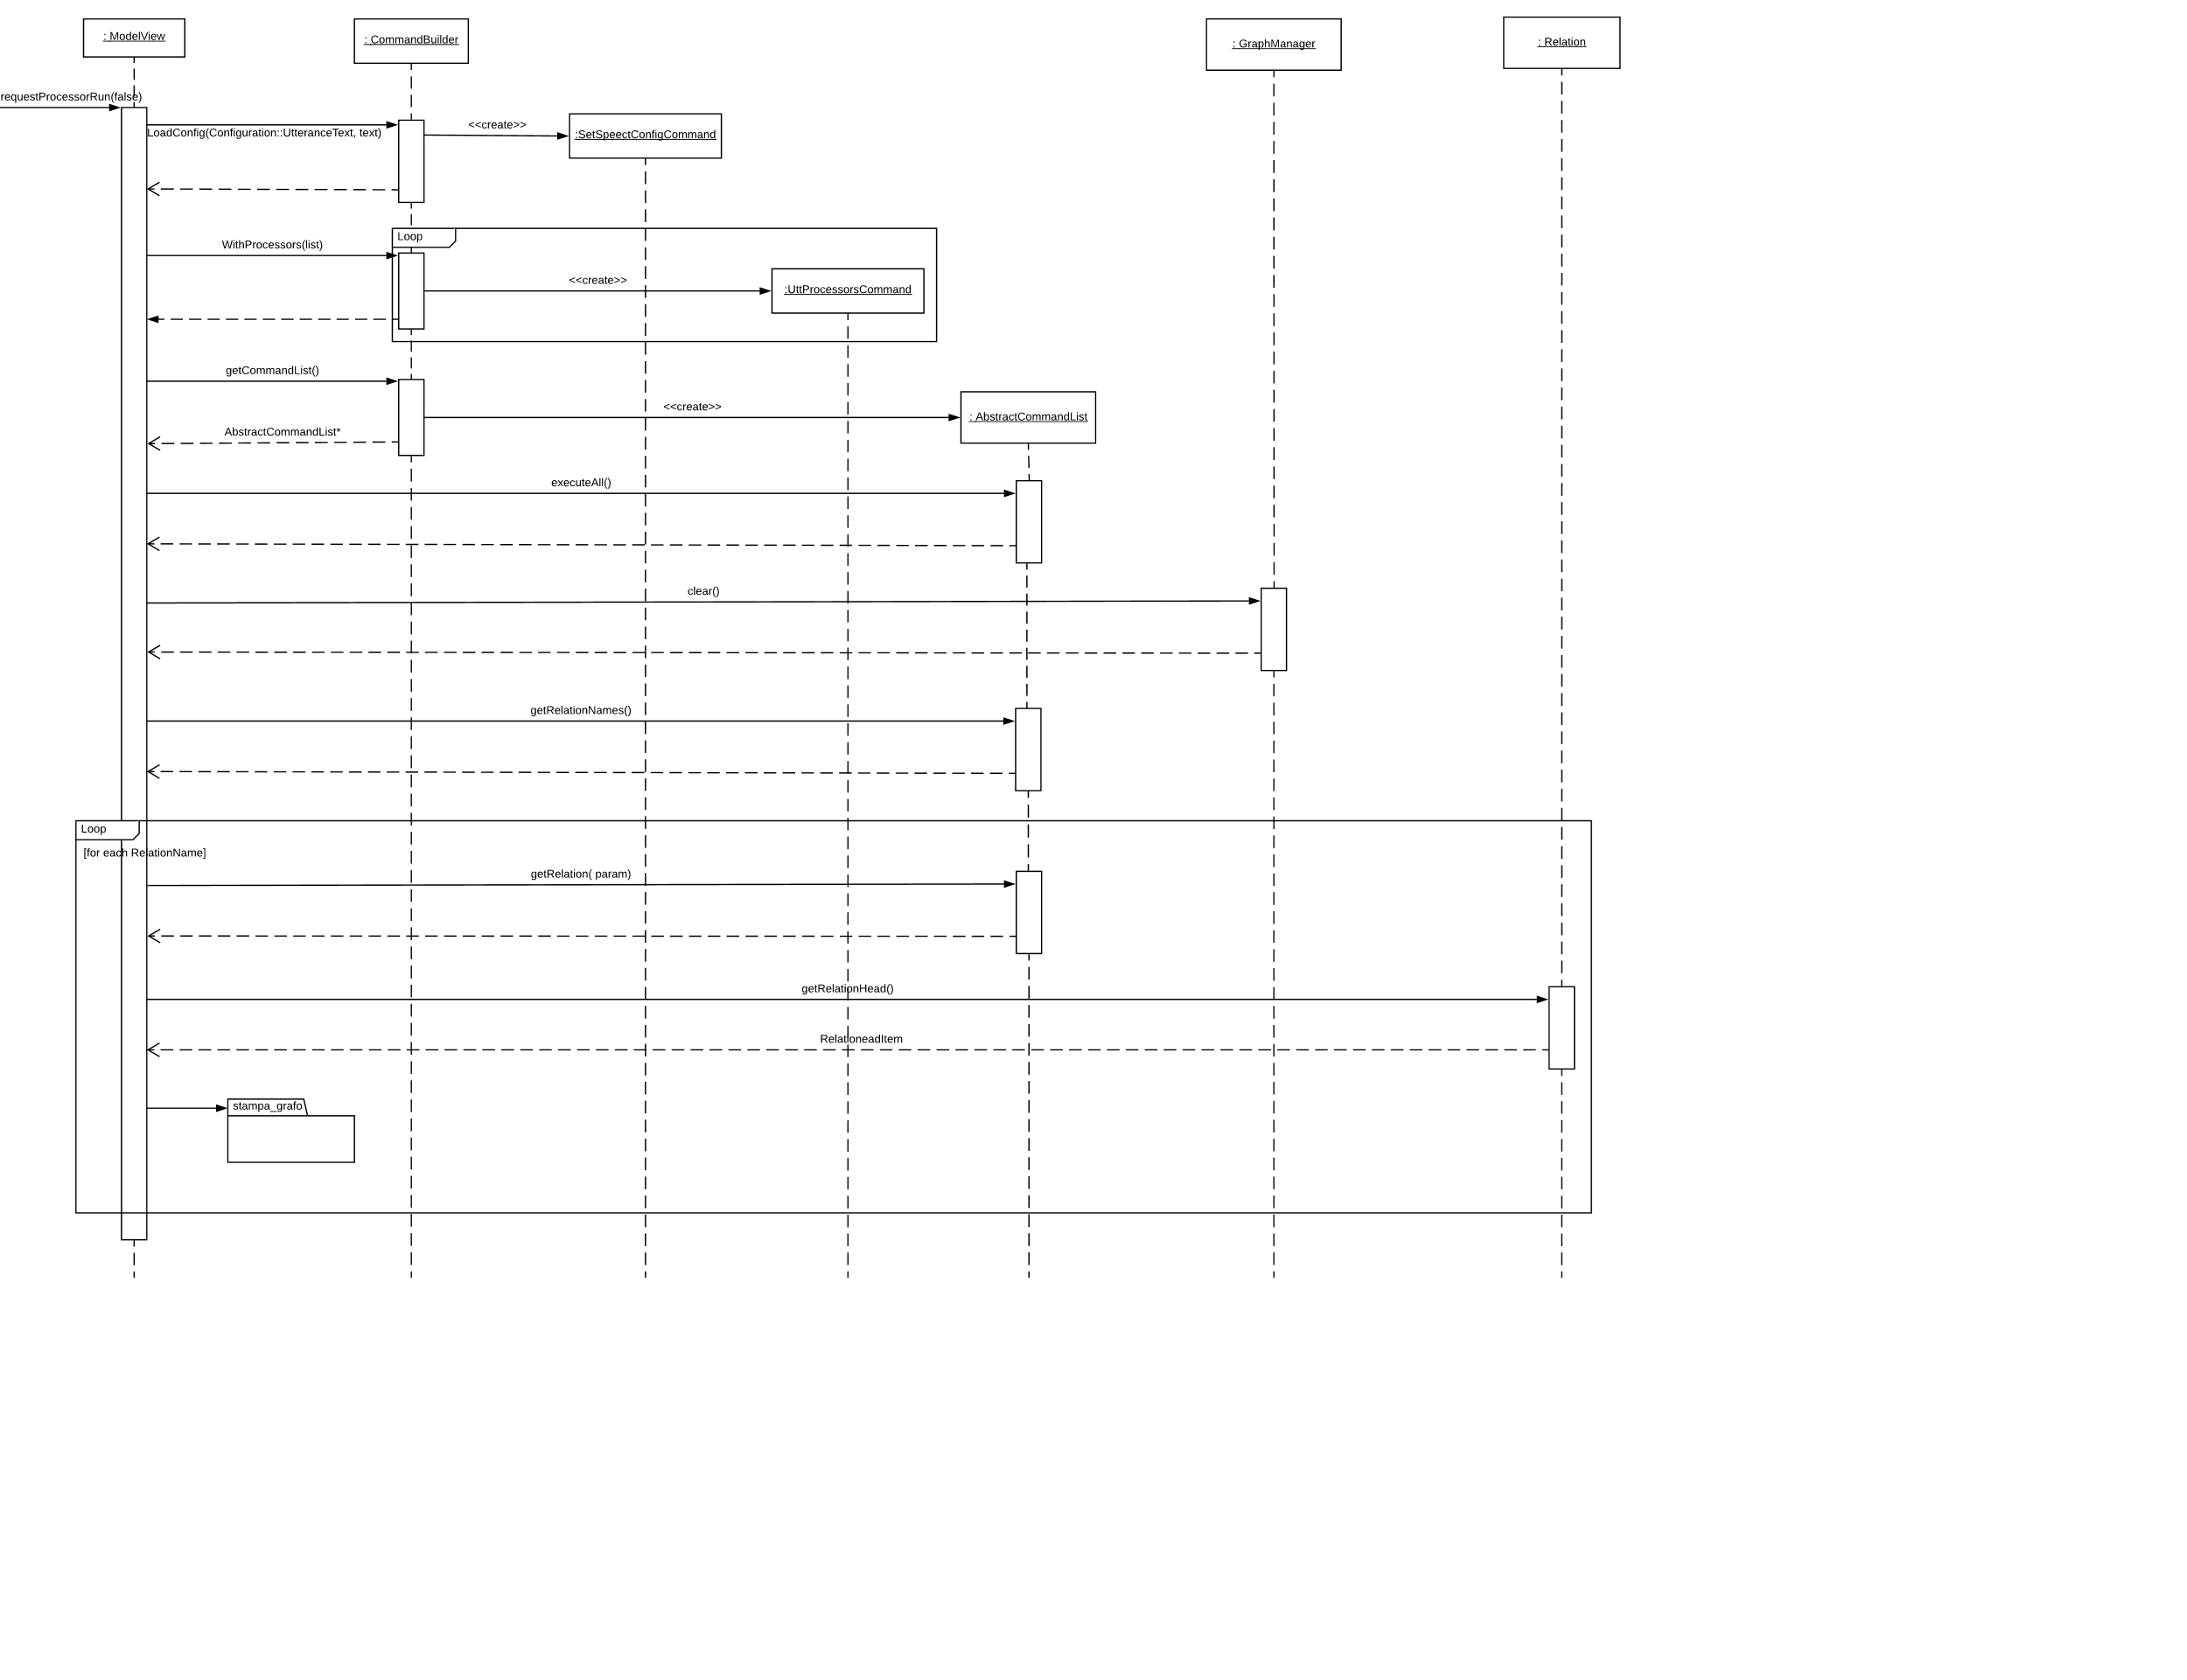 : ModelView
: CommandBuilder
: GraphManager
: Relation
requestProcessorRun(false)
LoadConfig(Configuration::UtteranceText, text)
<<create>>
:SetSpeectConfigCommand
Loop
WithProcessors(list)
<<create>>
:UttProcessorsCommand
getCommandList()
<<create>>
: AbstractCommandList
AbstractCommandList*
executeAll()
clear()
getRelationNames()
Loop
[for each RelationName]
getRelation( param)
getRelationHead()
RelationeadItem
stampa_grafo